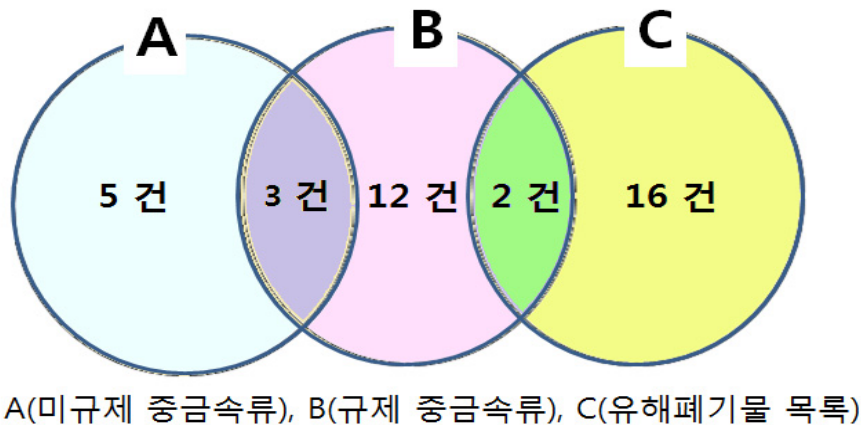 A B C
5 건 3 건 12 건 2 건 16 건
A(미규제 중금속류), B(규제 중금속류), C(유해폐기물 목록)